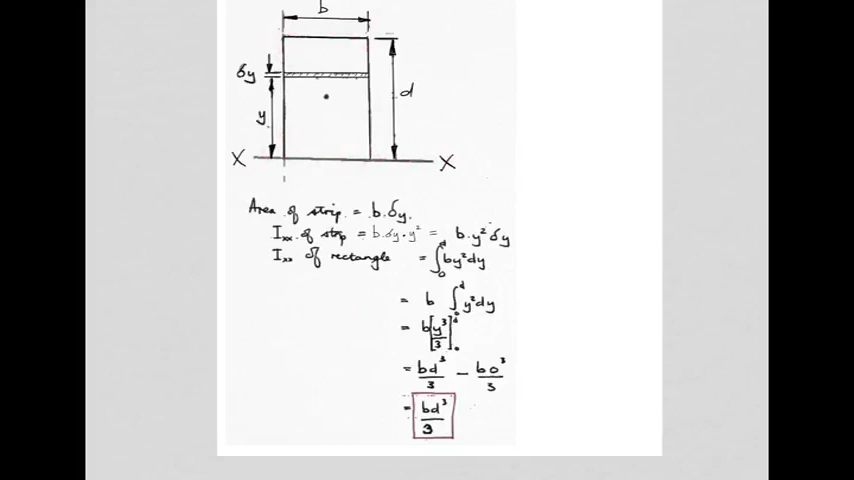 b
δy
d
y
X X
Area of strip = b.δy.
Ixx of strip = b.δy.y² = b.y²δy
Ixx of rectangle = ∫₀ᵈ by²dy
= b ∫₀ᵈ y²dy
= b[y³/3]₀ᵈ
= bd³/3 − b0³/3
= bd³/3